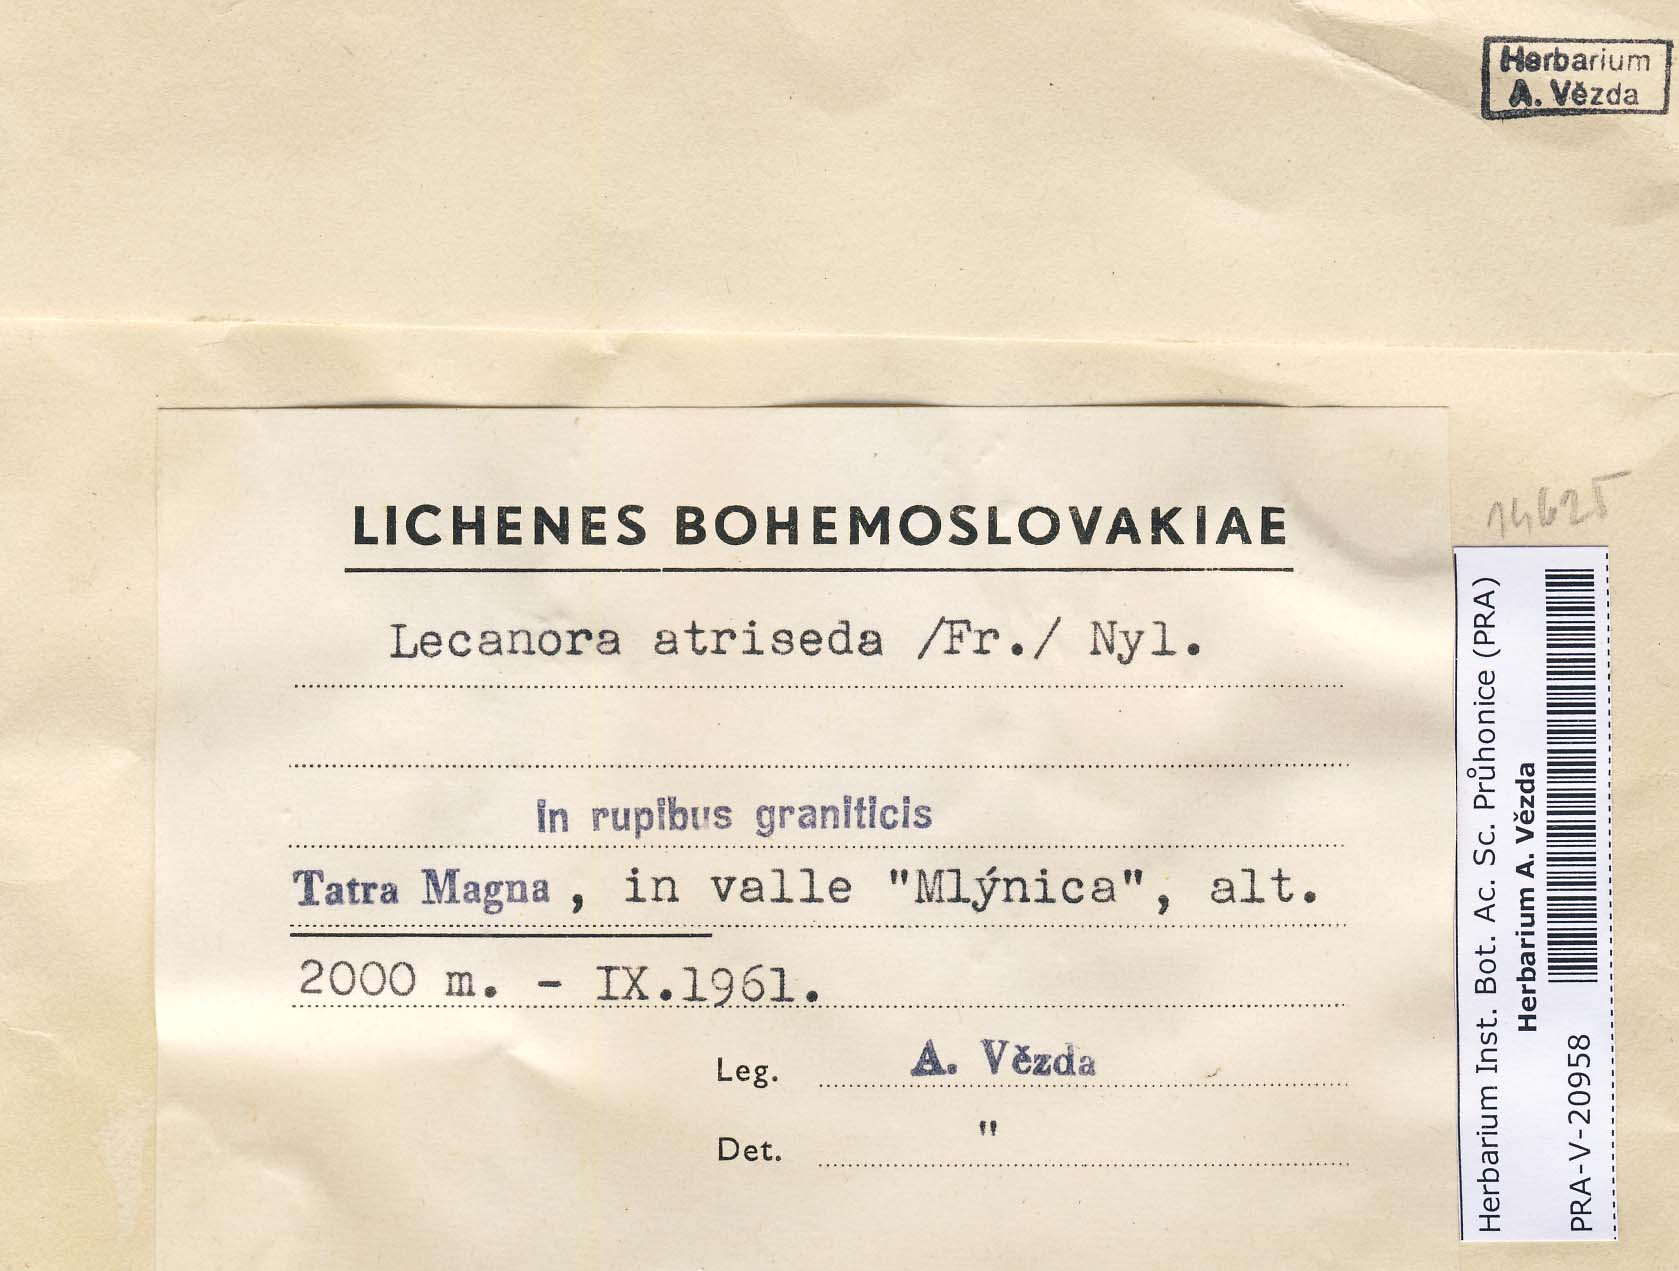 Herbarium
A. Vězda
LICHENES BOHEMOSLOVAKIAE
Lecanora atriseda /Fr./ Nyl.
in rupibus graniticis
Tatra Magna, in valle "Mlýnica", alt.
2000 m. - IX.1961.
Leg. A. Vězda
Det. "
14625
Herbarium Inst. Bot. Ac. Sc. Průhonice (PRA)
Herbarium A. Vězda
PRA-V-20958